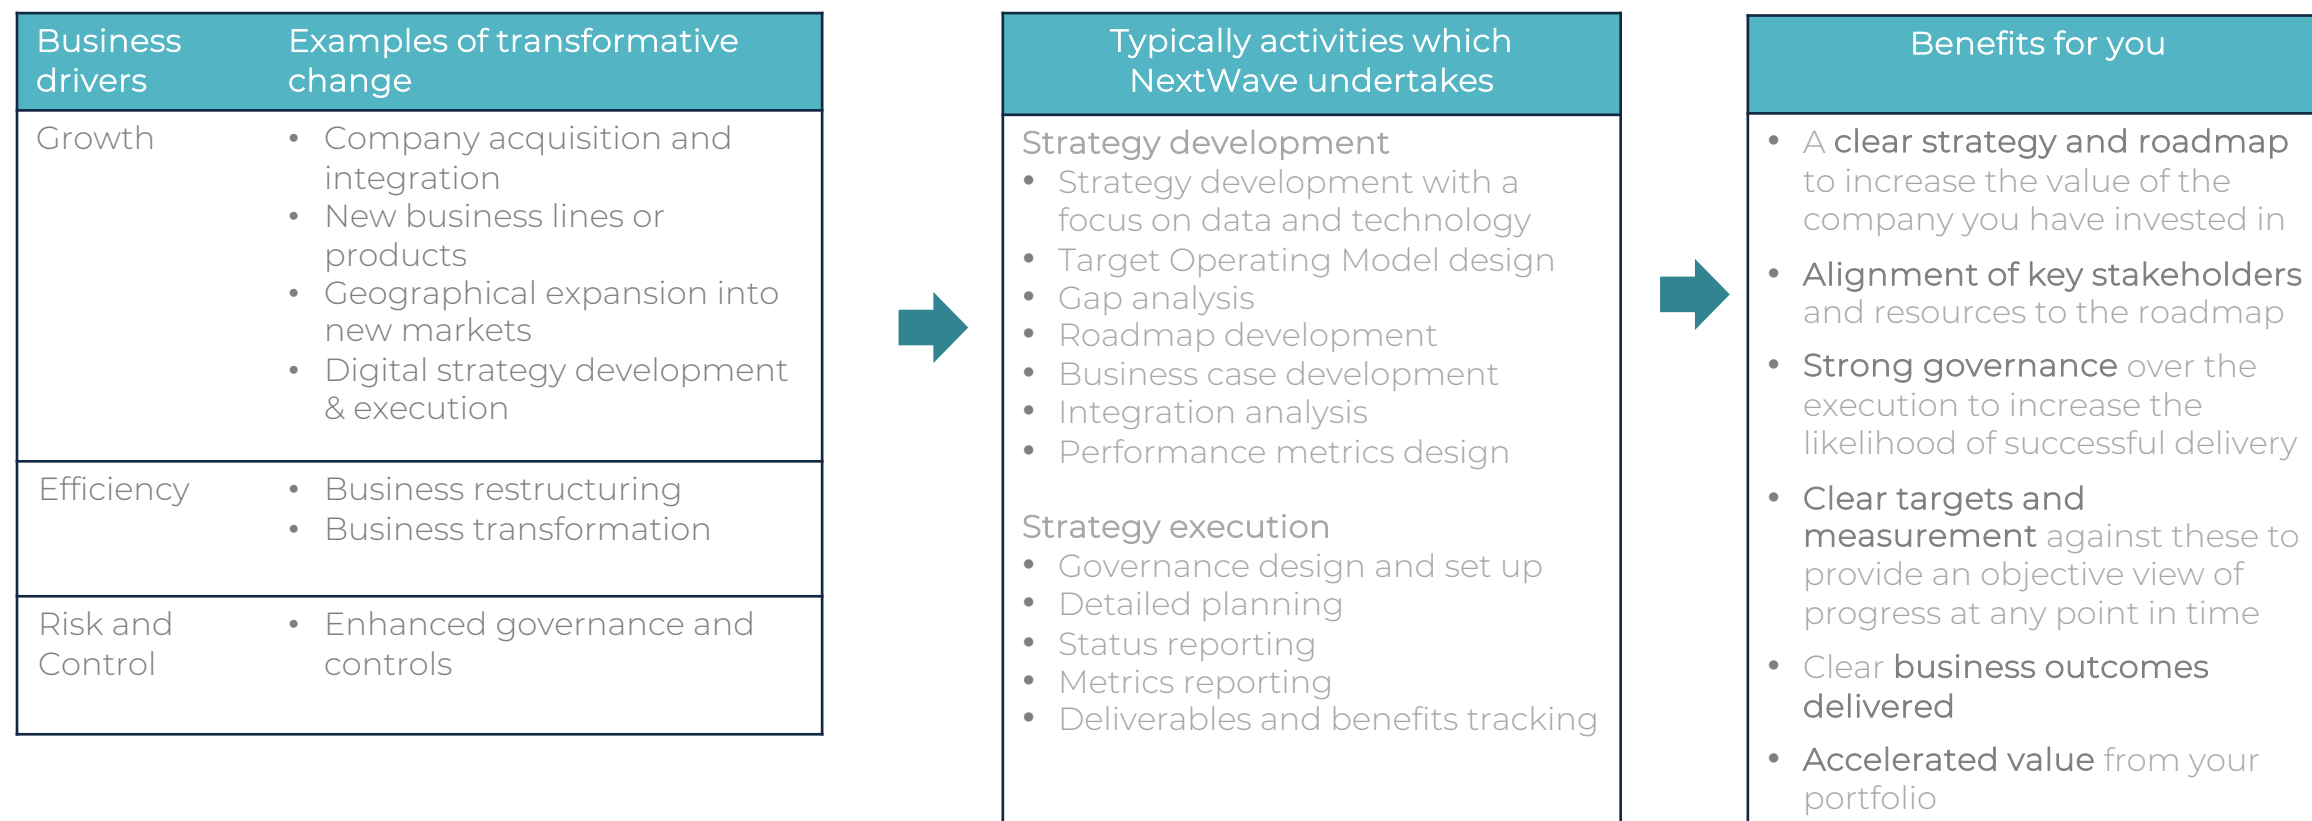 Business
drivers
Examples of transformative
change
Growth
• Company acquisition and
integration
• New business lines or
products
• Geographical expansion into
new markets
• Digital strategy development
& execution
Efficiency
• Business restructuring
• Business transformation
Risk and
Control
• Enhanced governance and
controls
Typically activities which
NextWave undertakes
Strategy development
• Strategy development with a
focus on data and technology
• Target Operating Model design
• Gap analysis
• Roadmap development
• Business case development
• Integration analysis
• Performance metrics design
Strategy execution
• Governance design and set up
• Detailed planning
• Status reporting
• Metrics reporting
• Deliverables and benefits tracking
Benefits for you
• A clear strategy and roadmap
to increase the value of the
company you have invested in
• Alignment of key stakeholders
and resources to the roadmap
• Strong governance over the
execution to increase the
likelihood of successful delivery
• Clear targets and
measurement against these to
provide an objective view of
progress at any point in time
• Clear business outcomes
delivered
• Accelerated value from your
portfolio